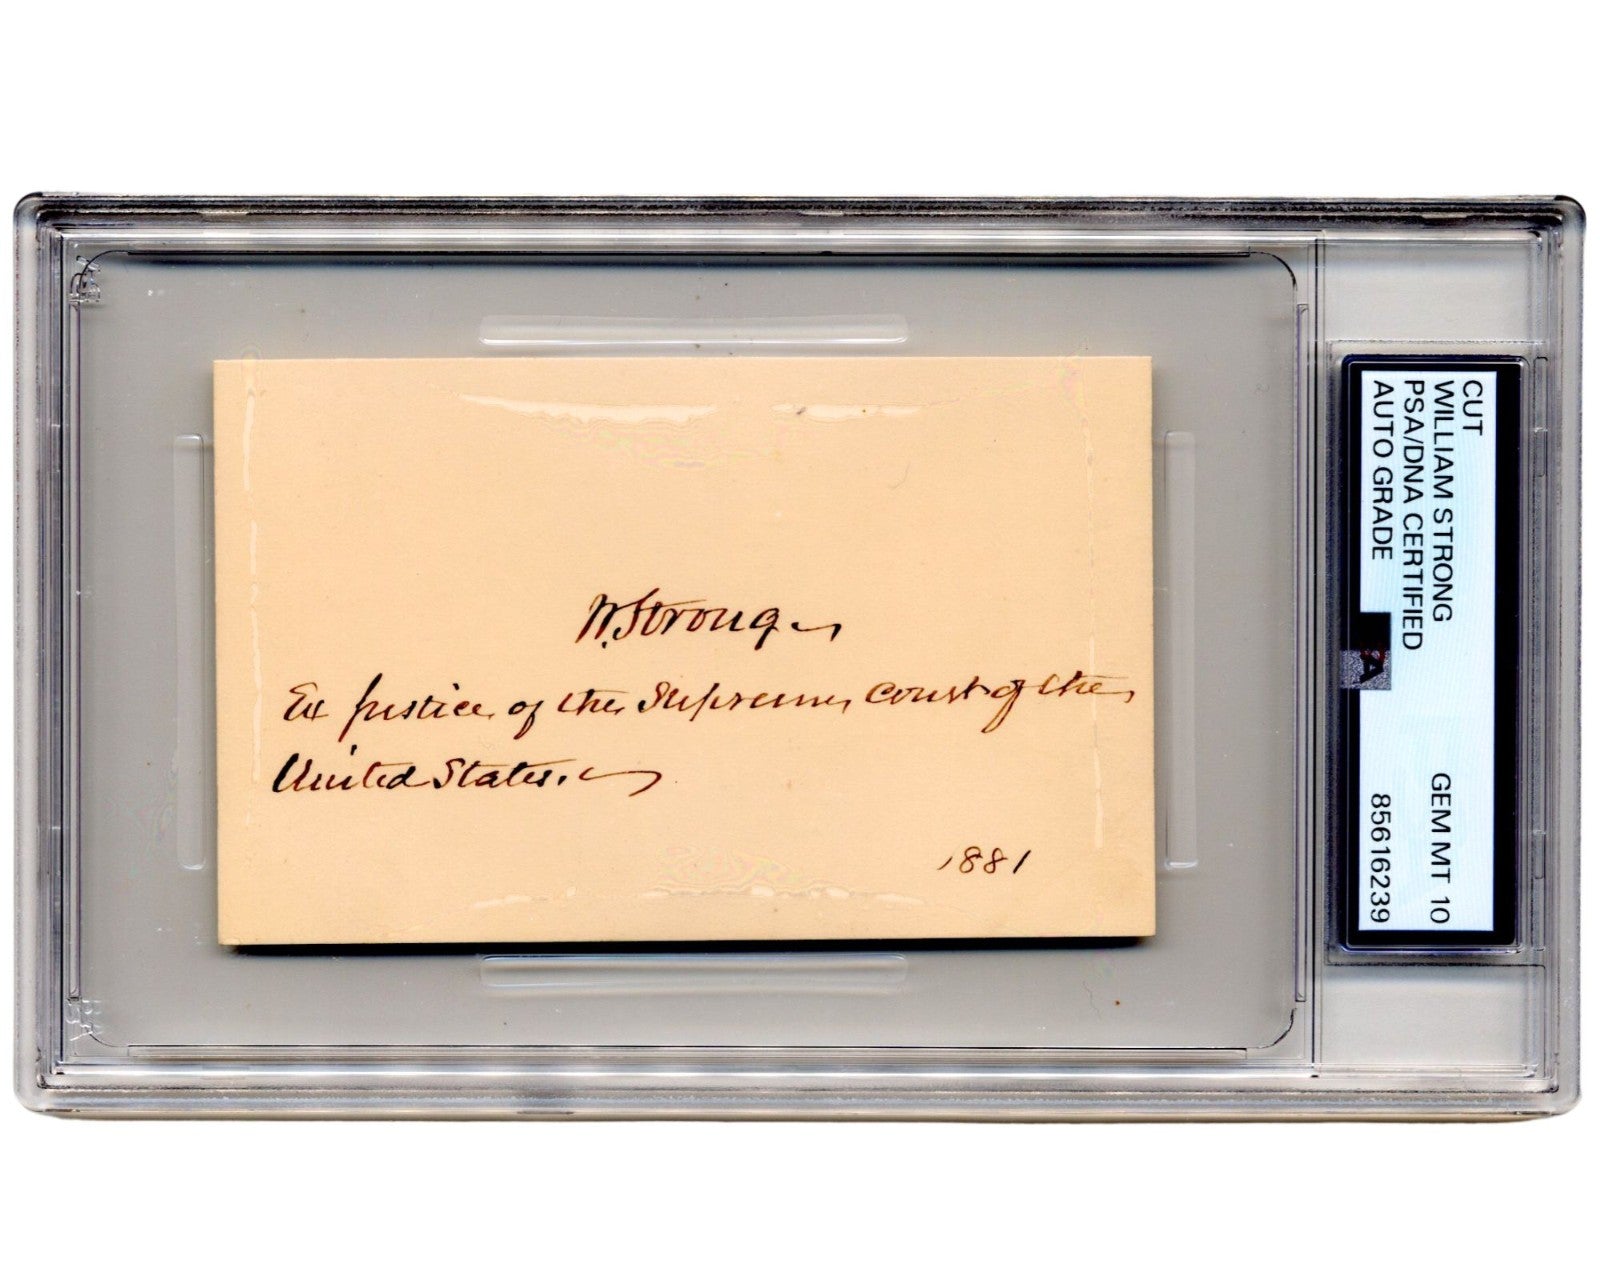 W. Strong
Ex Justice of the Supreme Court of the
United States.
1881
CUT
WILLIAM STRONG
PSA/DNA CERTIFIED
AUTO GRADE
GEM MT 10
85616239